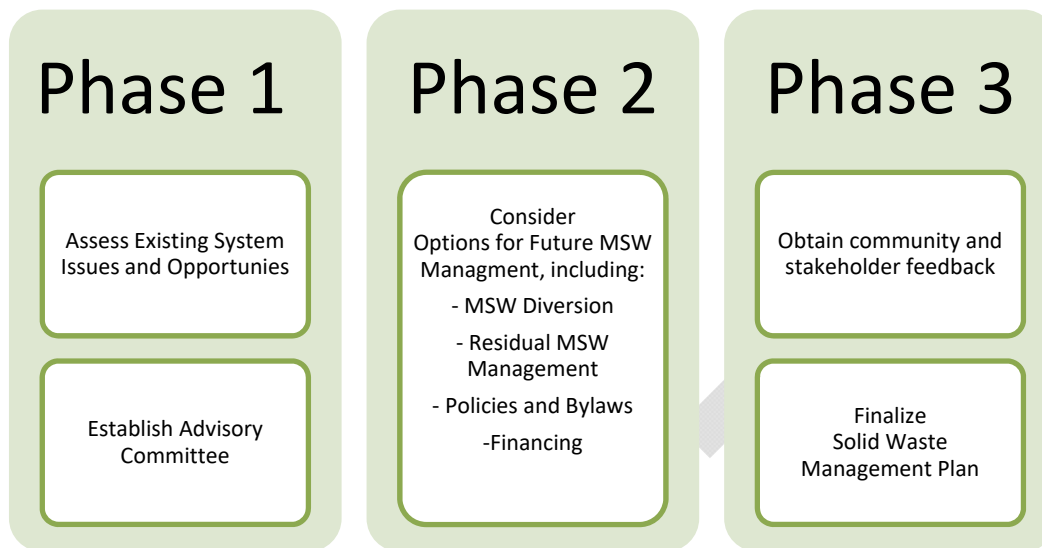 Phase 1
Assess Existing System
Issues and Opportunies
Establish Advisory
Committee
Phase 2
Consider
Options for Future MSW
Managment, including:
- MSW Diversion
- Residual MSW
Management
- Policies and Bylaws
-Financing
Phase 3
Obtain community and
stakeholder feedback
Finalize
Solid Waste
Management Plan